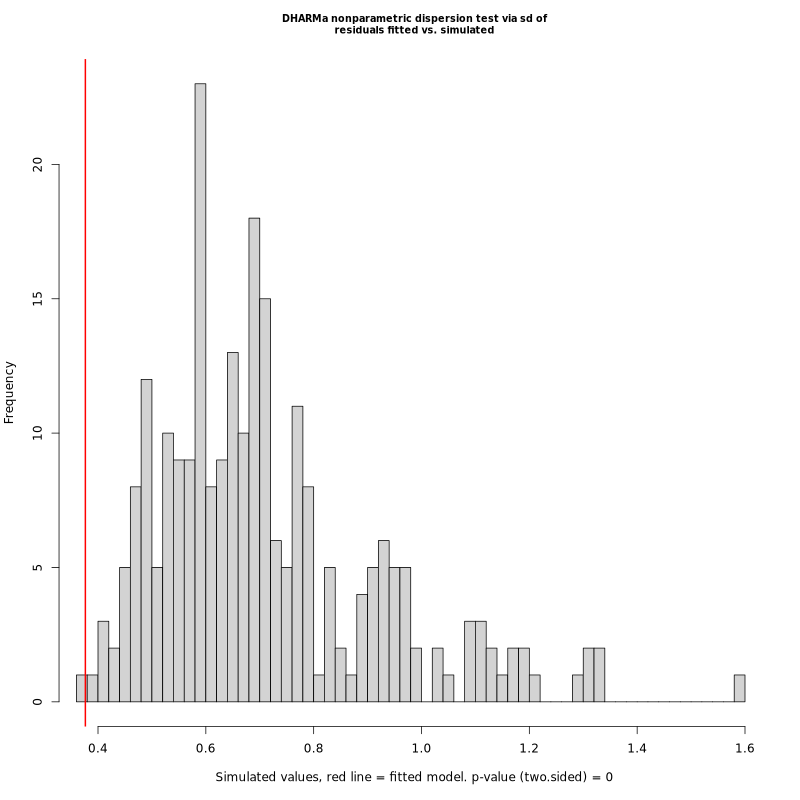 DHARMa nonparametric dispersion test via sd of
residuals fitted vs. simulated
Frequency
20
15
10
5
0
0.4 0.6 0.8 1.0 1.2 1.4 1.6
Simulated values, red line = fitted model. p-value (two.sided) = 0